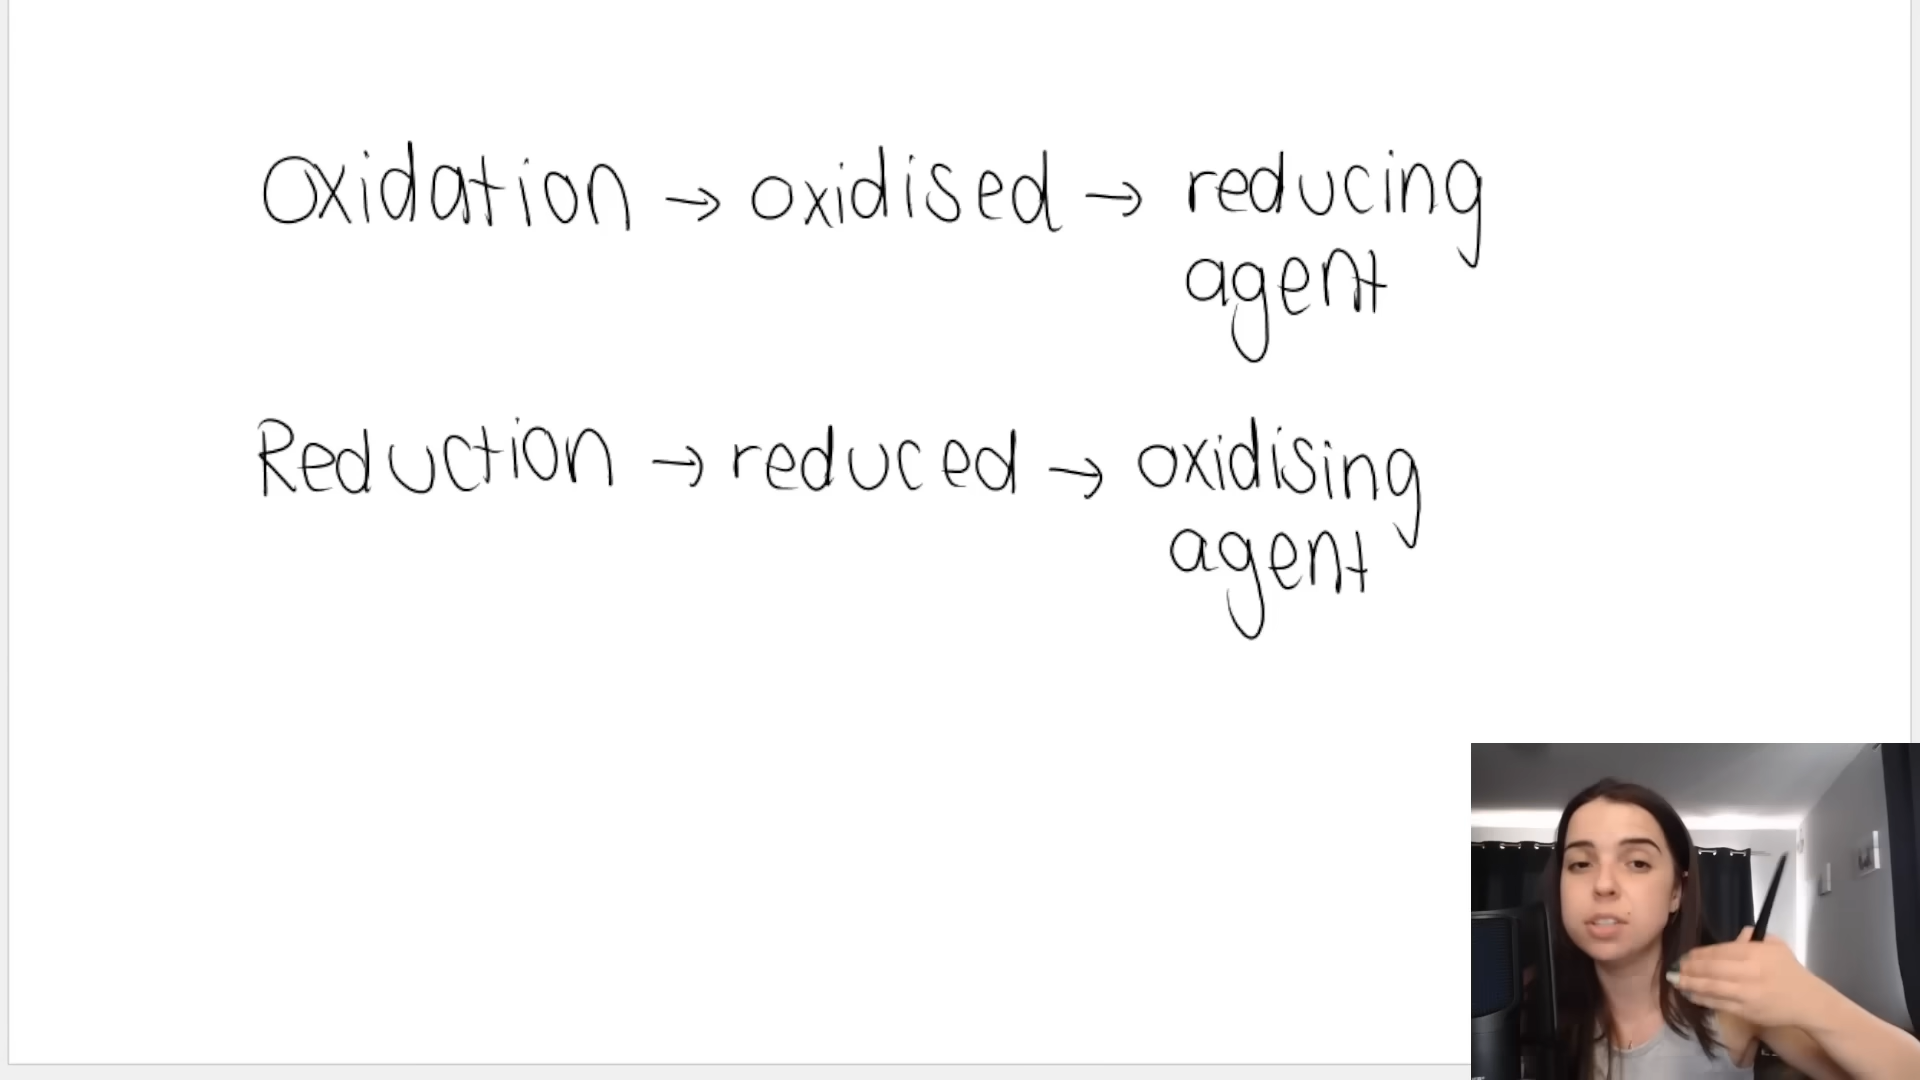 Oxidation → oxidised → reducing
agent
Reduction → reduced → oxidising
agent